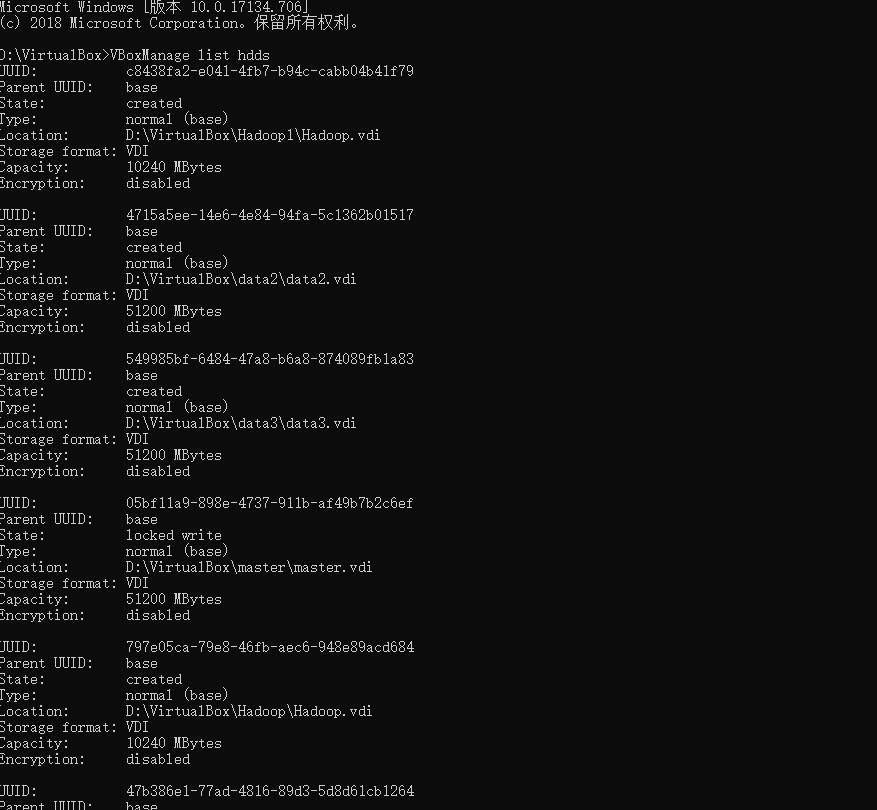 Microsoft Windows [版本 10.0.17134.706]
(c) 2018 Microsoft Corporation。保留所有权利。
D:\VirtualBox>VBoxManage list hdds
UUID: c8438fa2-e041-4fb7-b94c-cabb04b41f79
Parent UUID: base
State: created
Type: normal (base)
Location: D:\VirtualBox\Hadoop1\Hadoop.vdi
Storage format: VDI
Capacity: 10240 MBytes
Encryption: disabled
UUID: 4715a5ee-14e6-4e84-94fa-5c1362b01517
Parent UUID: base
State: created
Type: normal (base)
Location: D:\VirtualBox\data2\data2.vdi
Storage format: VDI
Capacity: 51200 MBytes
Encryption: disabled
UUID: 549985bf-6484-47a8-b6a8-874089fb1a83
Parent UUID: base
State: created
Type: normal (base)
Location: D:\VirtualBox\data3\data3.vdi
Storage format: VDI
Capacity: 51200 MBytes
Encryption: disabled
UUID: 05bf11a9-898e-4737-911b-af49b7b2c6ef
Parent UUID: base
State: locked write
Type: normal (base)
Location: D:\VirtualBox\master\master.vdi
Storage format: VDI
Capacity: 51200 MBytes
Encryption: disabled
UUID: 797e05ca-79e8-46fb-aec6-948e89acd684
Parent UUID: base
State: created
Type: normal (base)
Location: D:\VirtualBox\Hadoop\Hadoop.vdi
Storage format: VDI
Capacity: 10240 MBytes
Encryption: disabled
UUID: 47b386e1-77ad-4816-89d3-5d8d61cb1264
Parent UUID: base